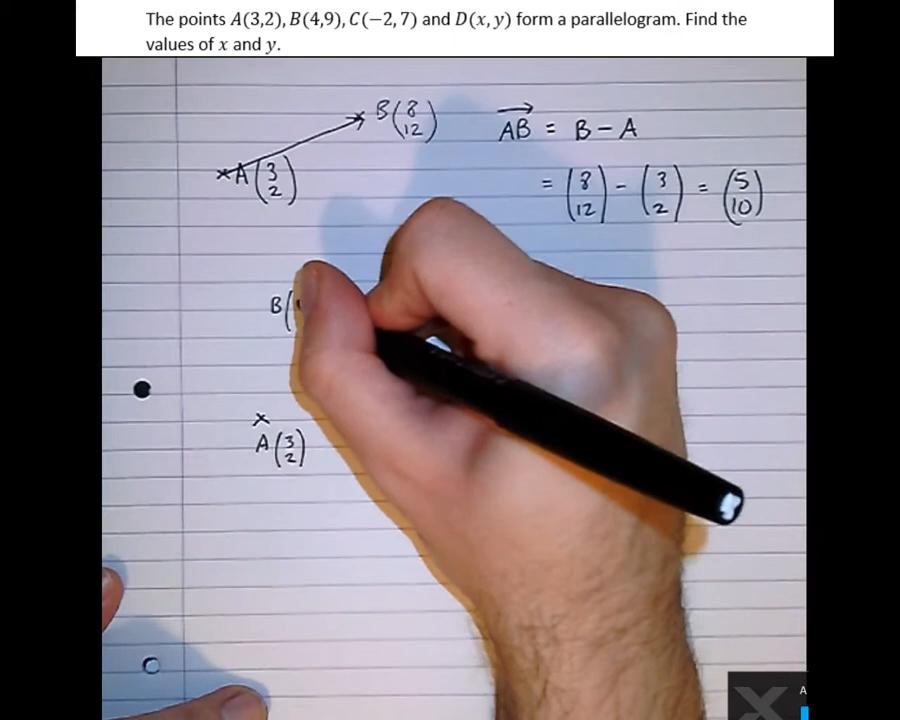 The points A(3,2), B(4,9), C(−2,7) and D(x,y) form a parallelogram. Find the
values of x and y.
B(8 12)
A(3 2)
AB = B - A
= (8 12) - (3 2) = (5 10)
B(
A(3 2)
A